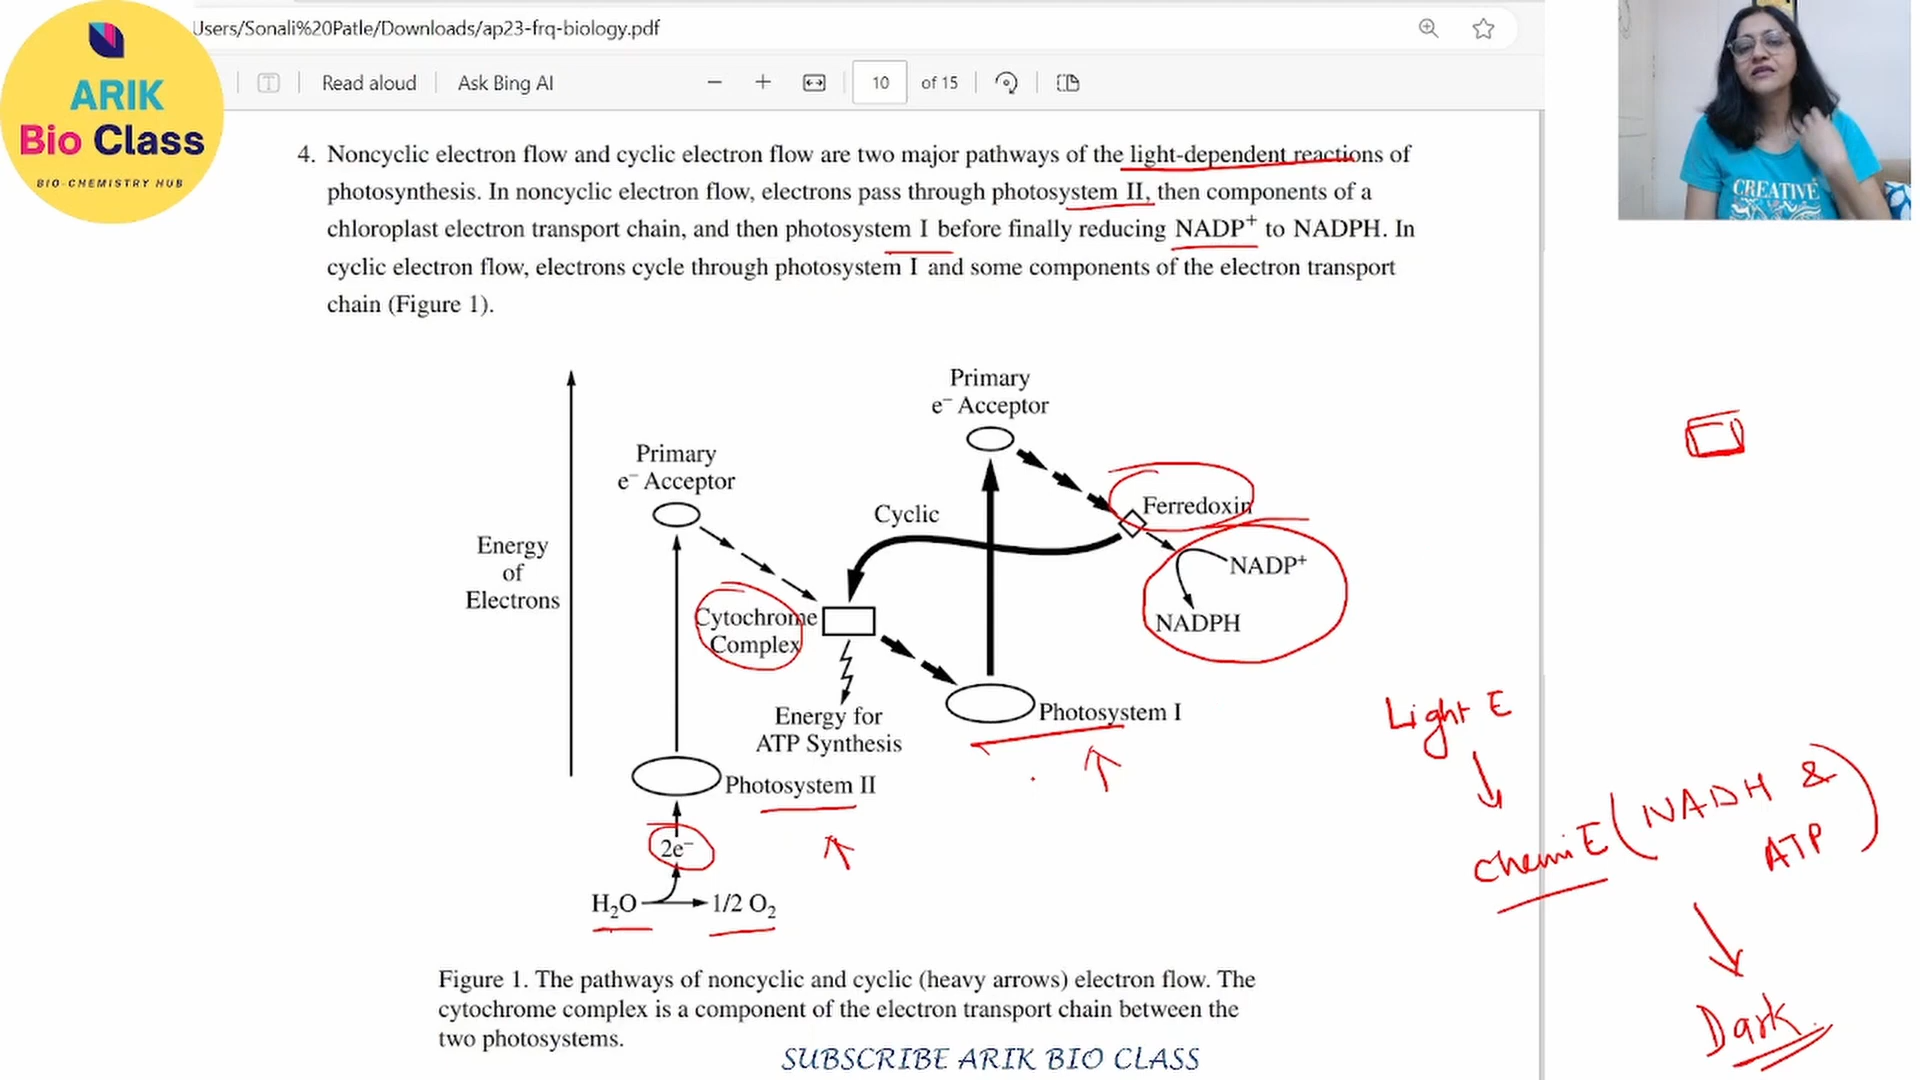 Users/Sonali%20Patle/Downloads/ap23-frq-biology.pdf
ARIK
Bio Class
BIO-CHEMISTRY HUB
Read aloud
Ask Bing AI
10 of 15
CREATIVE
4. Noncyclic electron flow and cyclic electron flow are two major pathways of the light-dependent reactions of
photosynthesis. In noncyclic electron flow, electrons pass through photosystem II, then components of a
chloroplast electron transport chain, and then photosystem I before finally reducing NADP⁺ to NADPH. In
cyclic electron flow, electrons cycle through photosystem I and some components of the electron transport
chain (Figure 1).
Primary
e⁻ Acceptor
Primary
e⁻ Acceptor
Ferredoxin
Cyclic
Energy
of
Electrons
NADP⁺
NADPH
Cytochrome
Complex
Energy for
ATP Synthesis
Photosystem I
Photosystem II
2e⁻
H₂O
1/2 O₂
Light E
Chemi E (NADH &
ATP)
Dark
Figure 1. The pathways of noncyclic and cyclic (heavy arrows) electron flow. The
cytochrome complex is a component of the electron transport chain between the
two photosystems.
SUBSCRIBE ARIK BIO CLASS